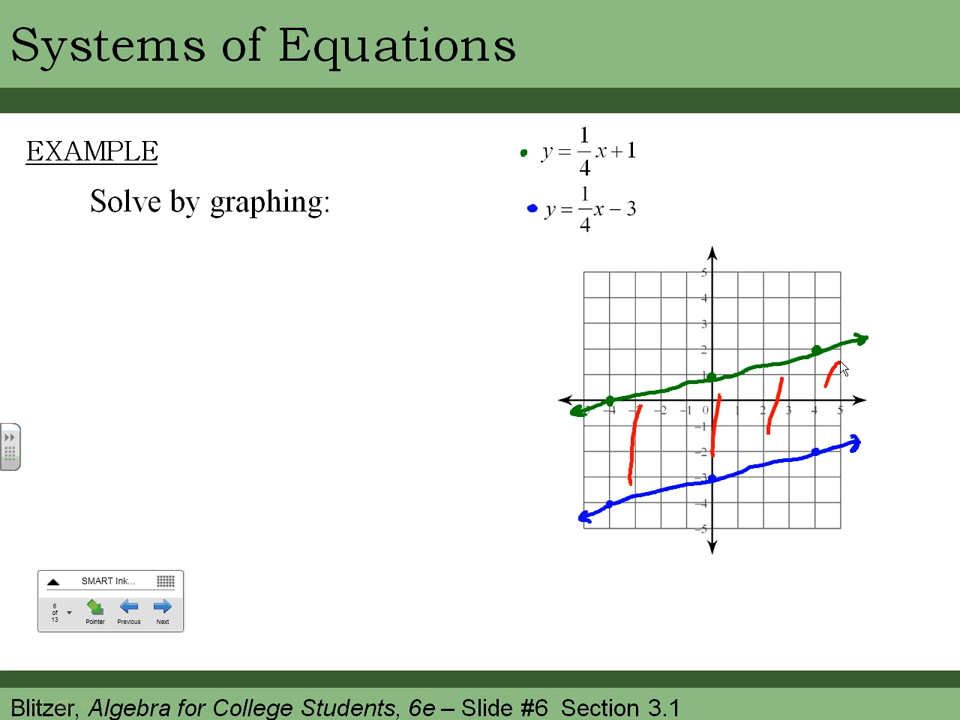 Systems of Equations
EXAMPLE
Solve by graphing:
y = 1/4 x + 1
y = 1/4 x − 3
5
4
3
2
1
−4 −2 −1 0 1 2 3 4 5
−1
−2
−3
−4
−5
SMART Ink...
6 of 13
Pointer Previous Next
Blitzer, Algebra for College Students, 6e – Slide #6 Section 3.1